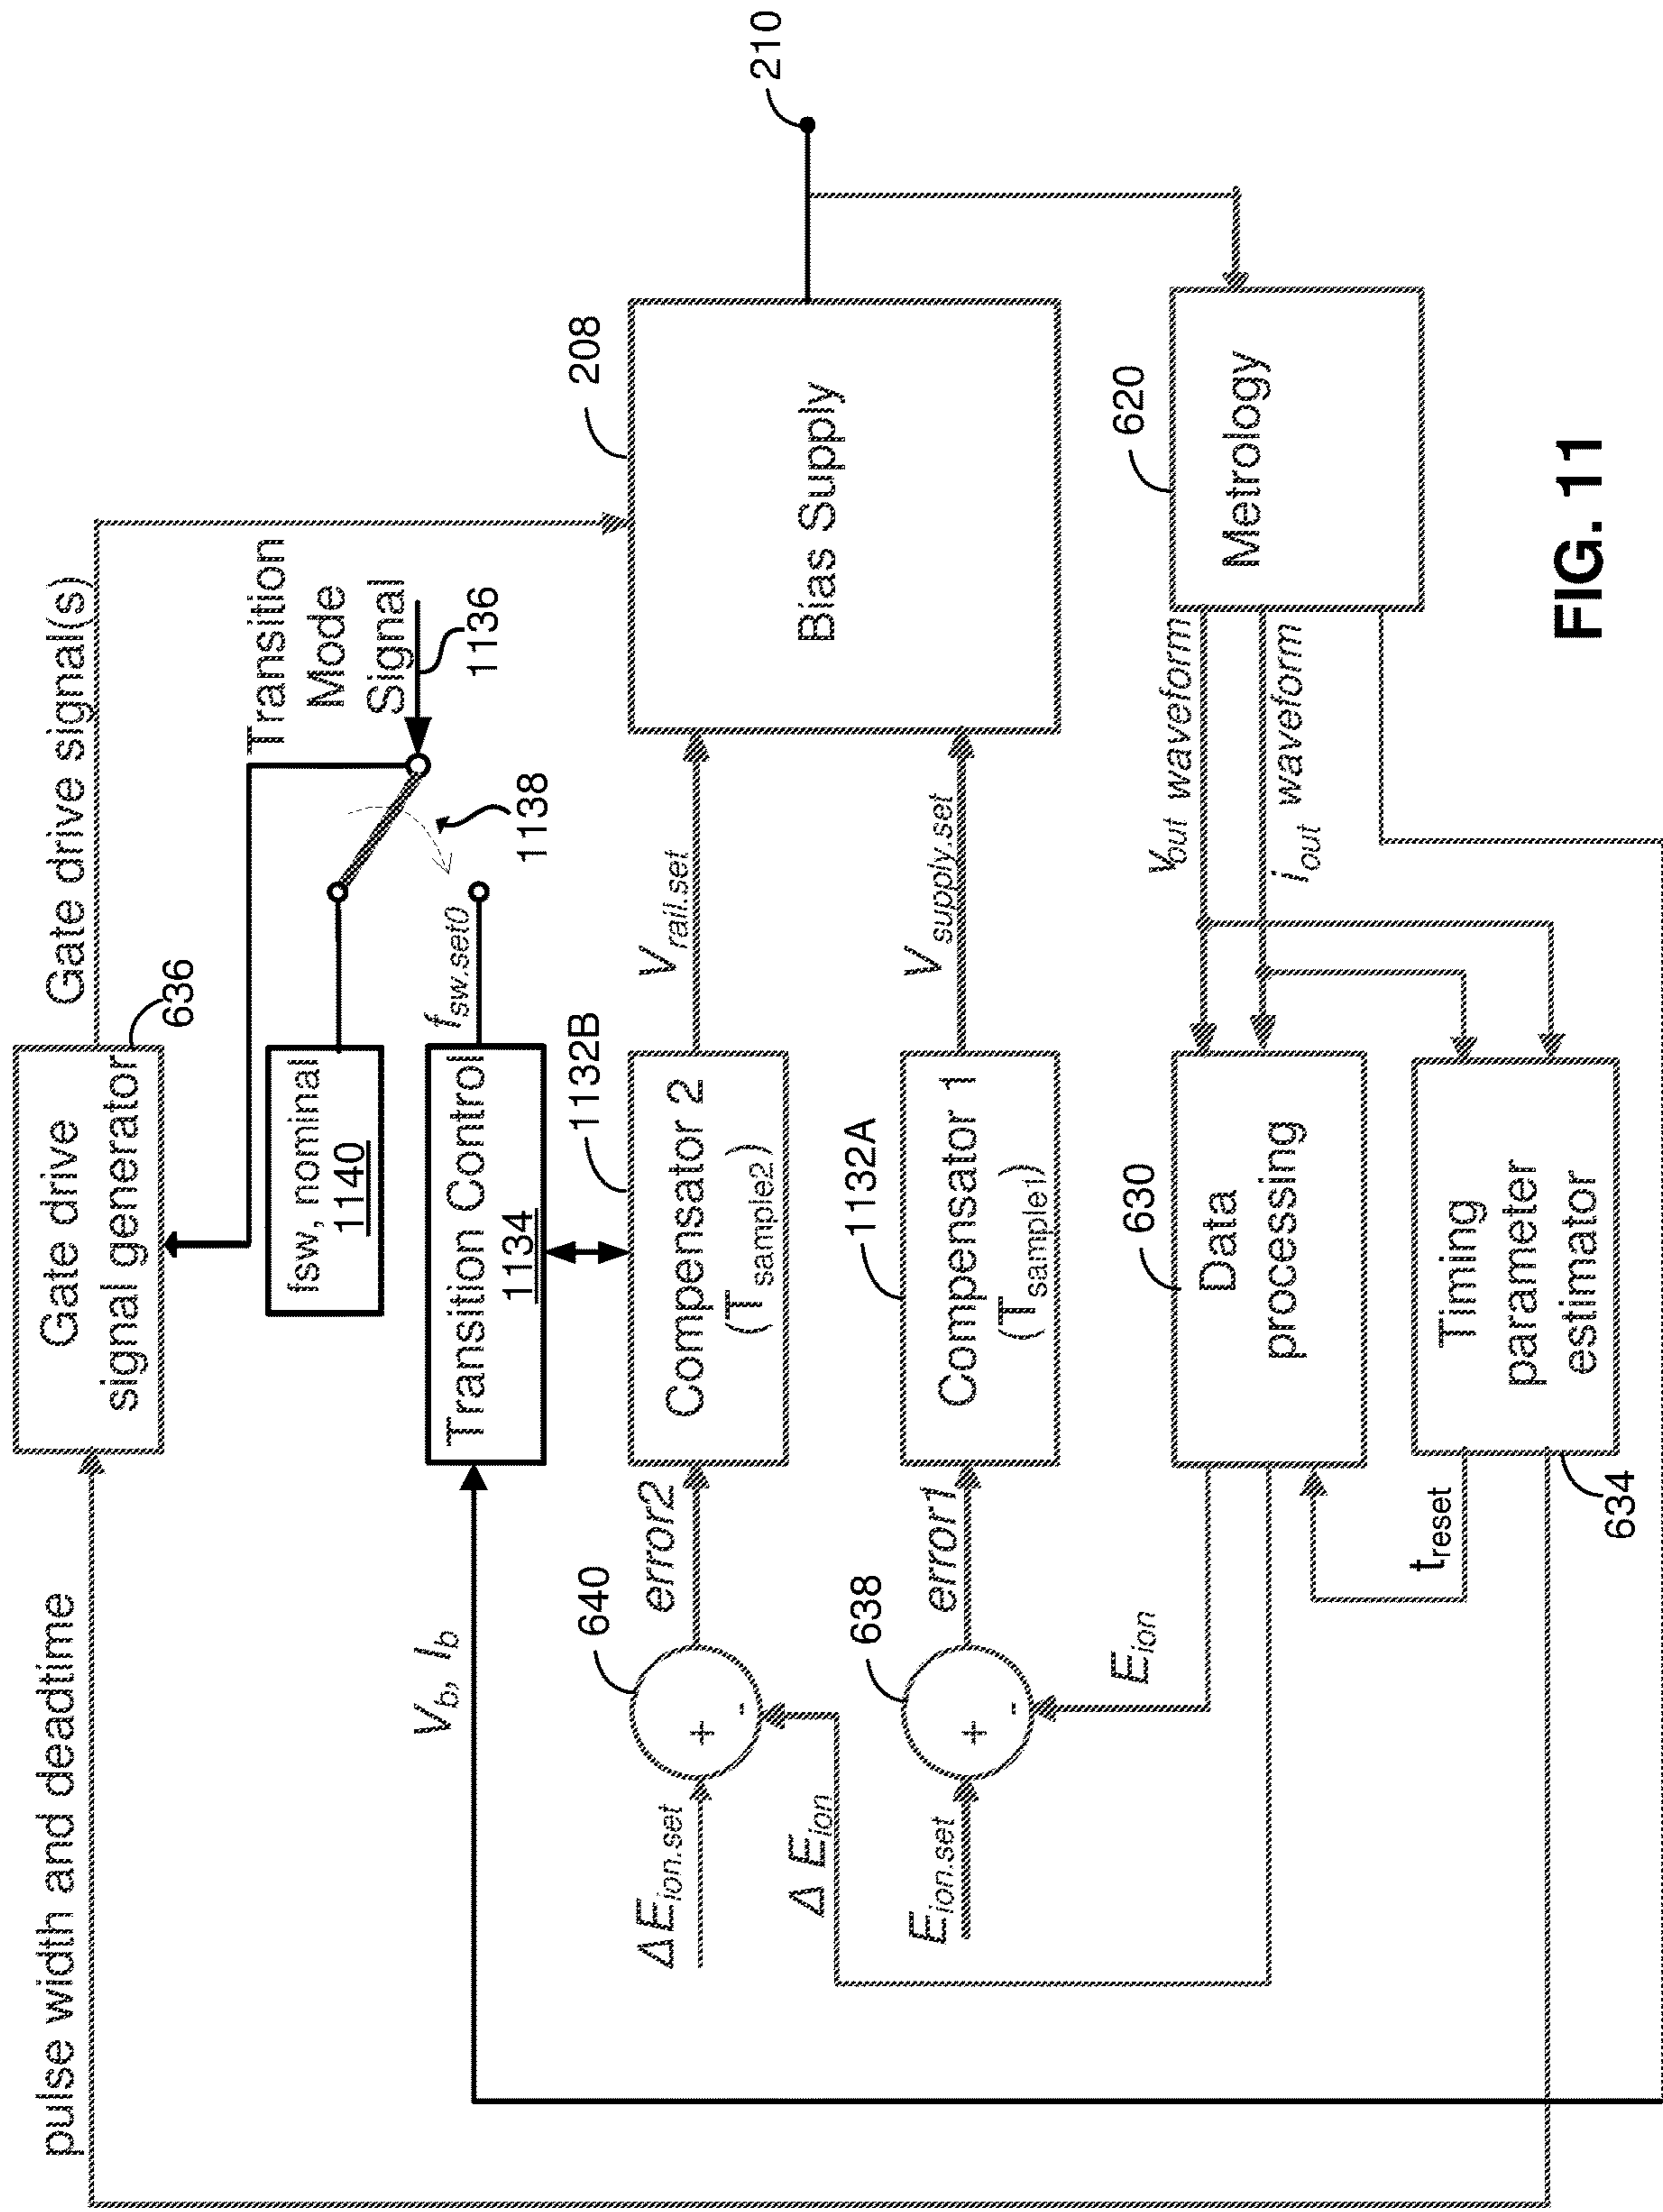 pulse width and deadtime
Gate drive
signal generator
636
Gate drive signal(s)
fsw, nominal
1140
Transition
Mode
Signal
1136
1138
V_b, I_b
Transition Control
1134
f_sw.set0
ΔE_ion.set
640
+
-
error2
Compensator 2
(T_sample2)
1132B
V_rail.set
208
Bias Supply
210
ΔE_ion
E_ion.set
638
+
-
error1
Compensator 1
(T_sample1)
1132A
V_supply.set
E_ion
630
Data
processing
V_out waveform
i_out waveform
620
Metrology
t_reset
Timing
parameter
estimator
634
FIG. 11